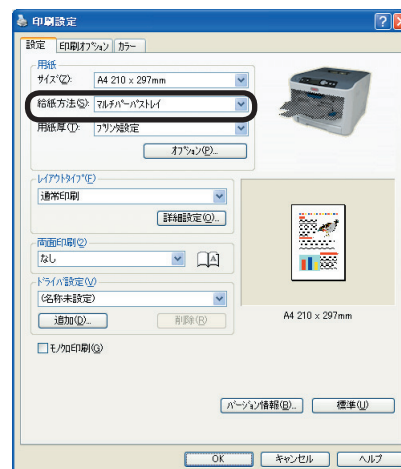 印刷設定
設定 印刷ｵﾌﾟｼｮﾝ ｶﾗｰ
用紙
ｻｲｽﾞ(Z): A4 210 x 297mm
給紙方法(S): ﾏﾙﾁﾊﾟｰﾊﾟｽﾄﾚｲ
用紙厚(T): ﾌﾟﾘﾝﾀ設定
ｵﾌﾟｼｮﾝ(P)...
ﾚｲｱｳﾄﾀｲﾌﾟ(F)
通常印刷
詳細設定(O)...
両面印刷(2)
なし
ﾄﾞﾗｲﾊﾞ設定(V)
(名称未設定)
追加(D)... 削除(R)
A4 210 x 297mm
ﾓﾉｸﾛ印刷(G)
ﾊﾞｰｼﾞｮﾝ情報(B)... 標準(U)
OK ｷｬﾝｾﾙ ﾍﾙﾌﾟ